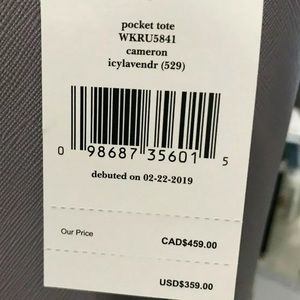 pocket tote
WKRU5841
cameron
icylavendr (529)
0 98687 35601 5
debuted on 02-22-2019
Our Price CAD$459.00
USD$359.00